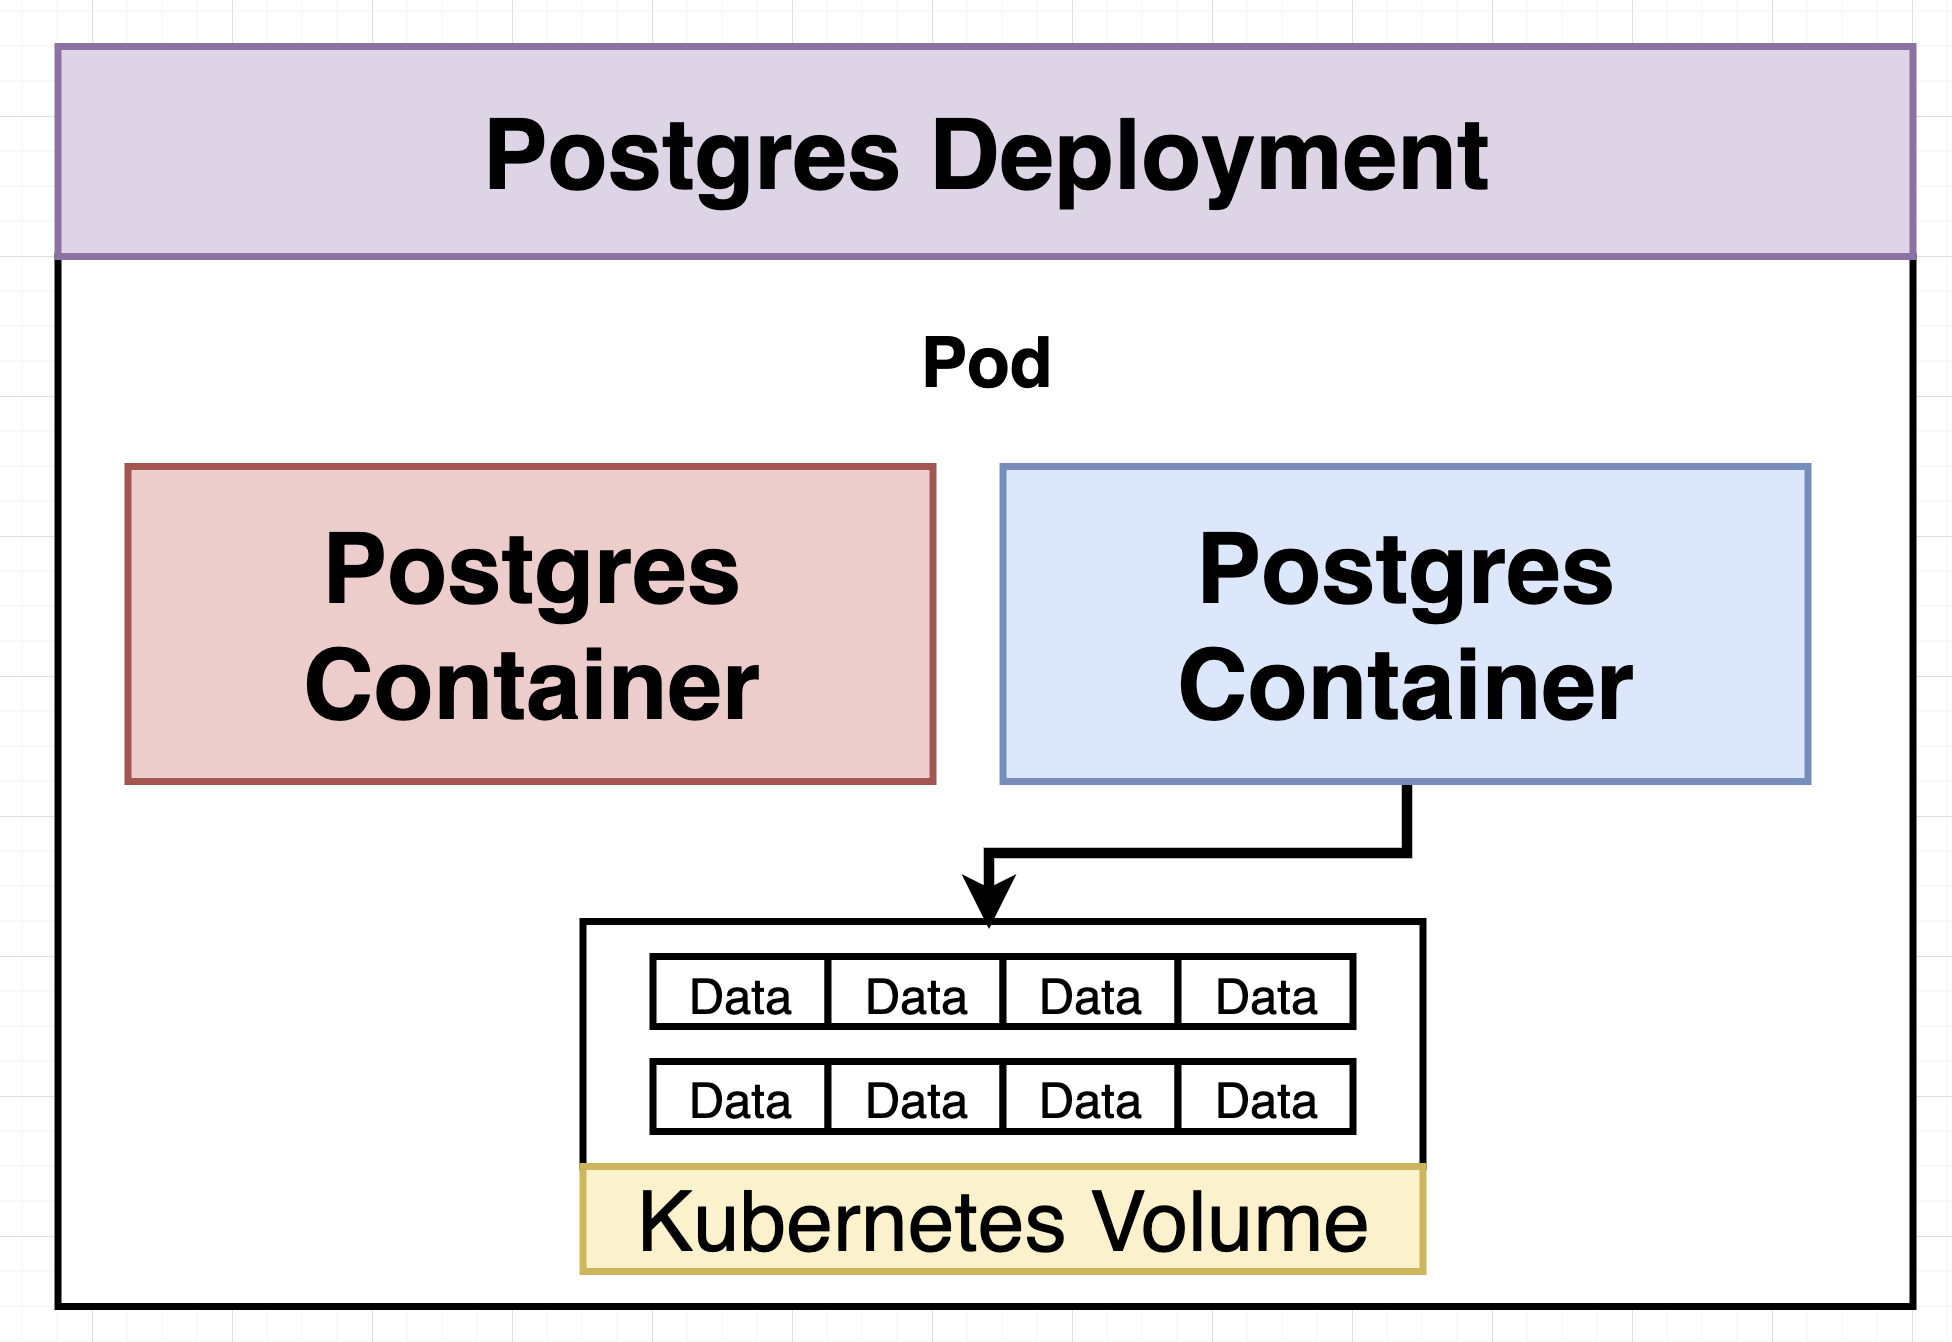 Postgres Deployment
Pod
Postgres
Container
Postgres
Container
Data Data Data Data
Data Data Data Data
Kubernetes Volume